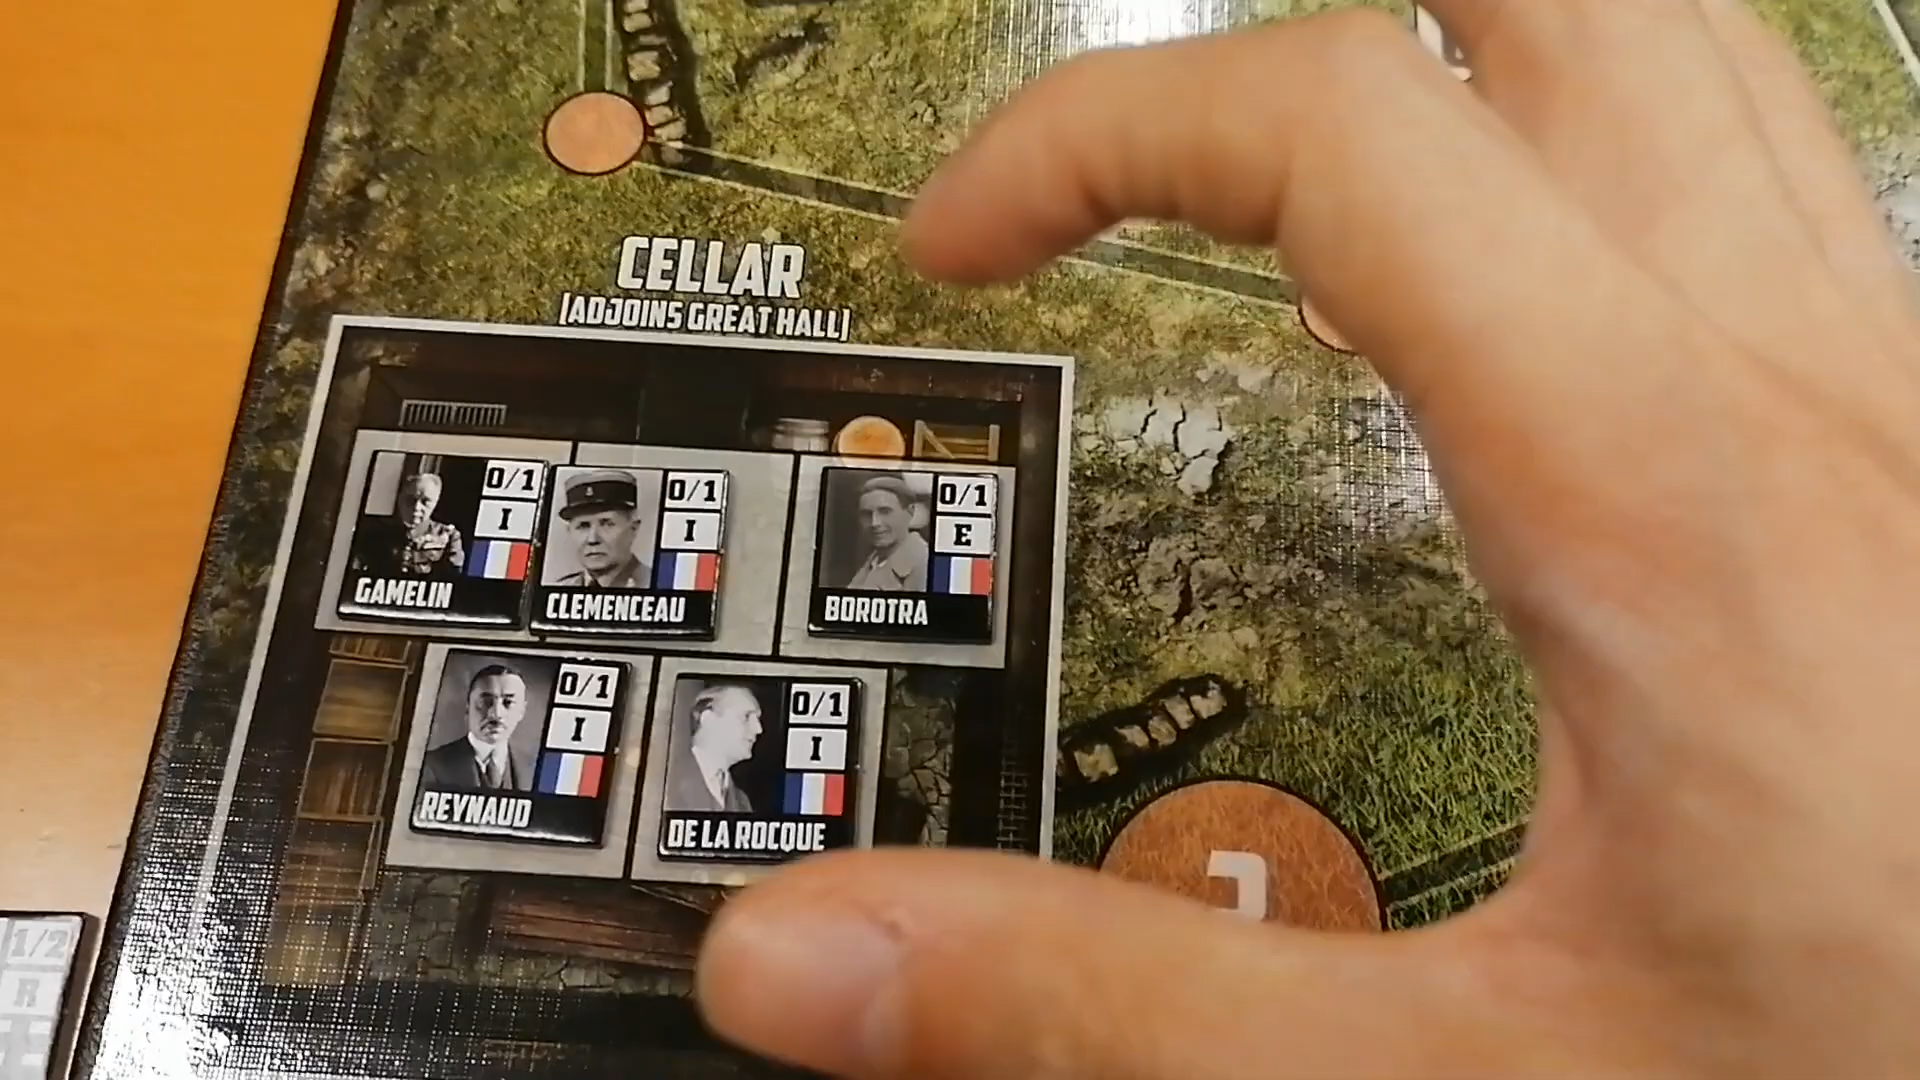 CELLAR
[ADJOINS GREAT HALL]
0/1
I
GAMELIN
0/1
I
CLEMENCEAU
0/1
E
BOROTRA
0/1
I
REYNAUD
0/1
I
DE LA ROCQUE
1/2
R